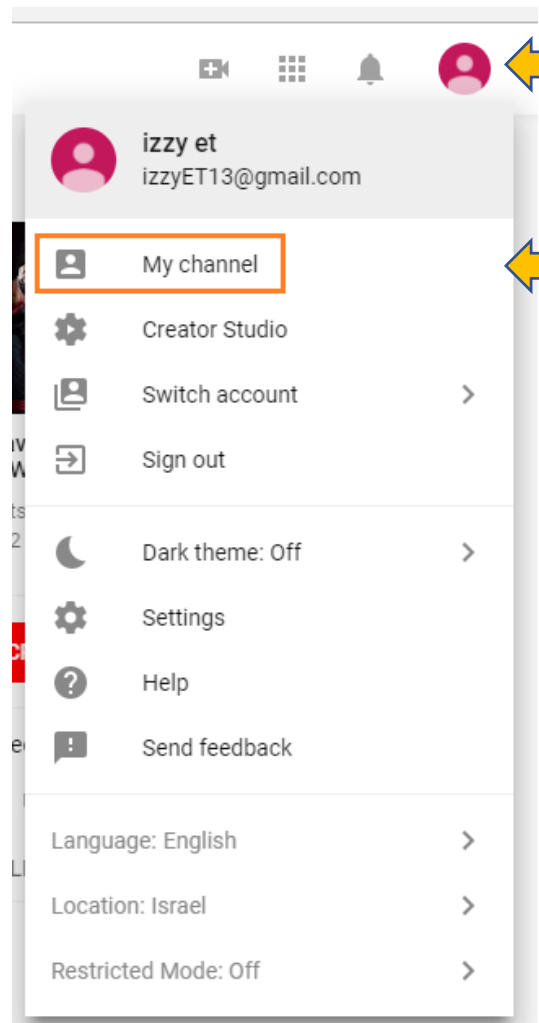 izzy et
izzyET13@gmail.com
My channel
Creator Studio
Switch account
Sign out
Dark theme: Off
Settings
Help
Send feedback
Language: English
Location: Israel
Restricted Mode: Off